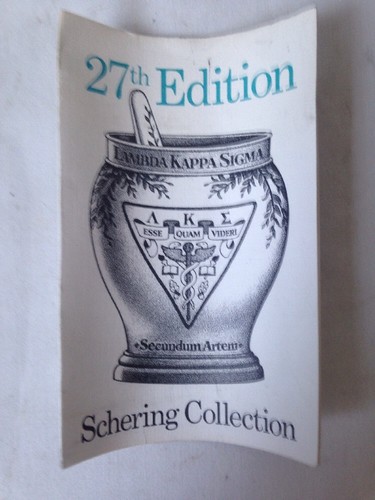 27th Edition
LAMBDA KAPPA SIGMA
Λ Κ Σ
ESSE QUAM VIDERI
•Secundum Artem•
Schering Collection